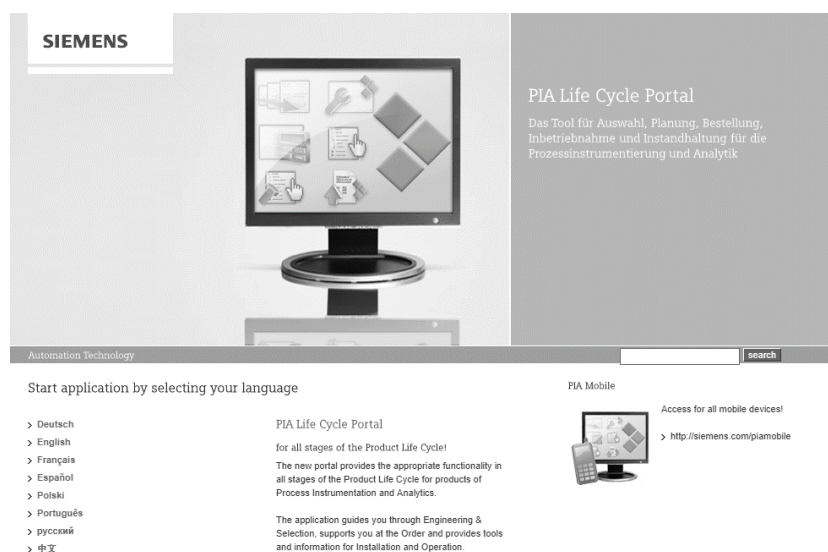 SIEMENS
PIA Life Cycle Portal
Das Tool für Auswahl, Planung, Bestellung,
Inbetriebnahme und Instandhaltung für die
Prozessinstrumentierung und Analytik
Automation Technology
search
Start application by selecting your language
Deutsch
English
Français
Español
Polski
Português
русский
中文
PIA Life Cycle Portal
for all stages of the Product Life Cycle!
The new portal provides the appropriate functionality in
all stages of the Product Life Cycle for products of
Process Instrumentation and Analytics.
The application guides you through Engineering &
Selection, supports you at the Order and provides tools
and information for Installation and Operation.
PIA Mobile
Access for all mobile devices!
http://siemens.com/piamobile